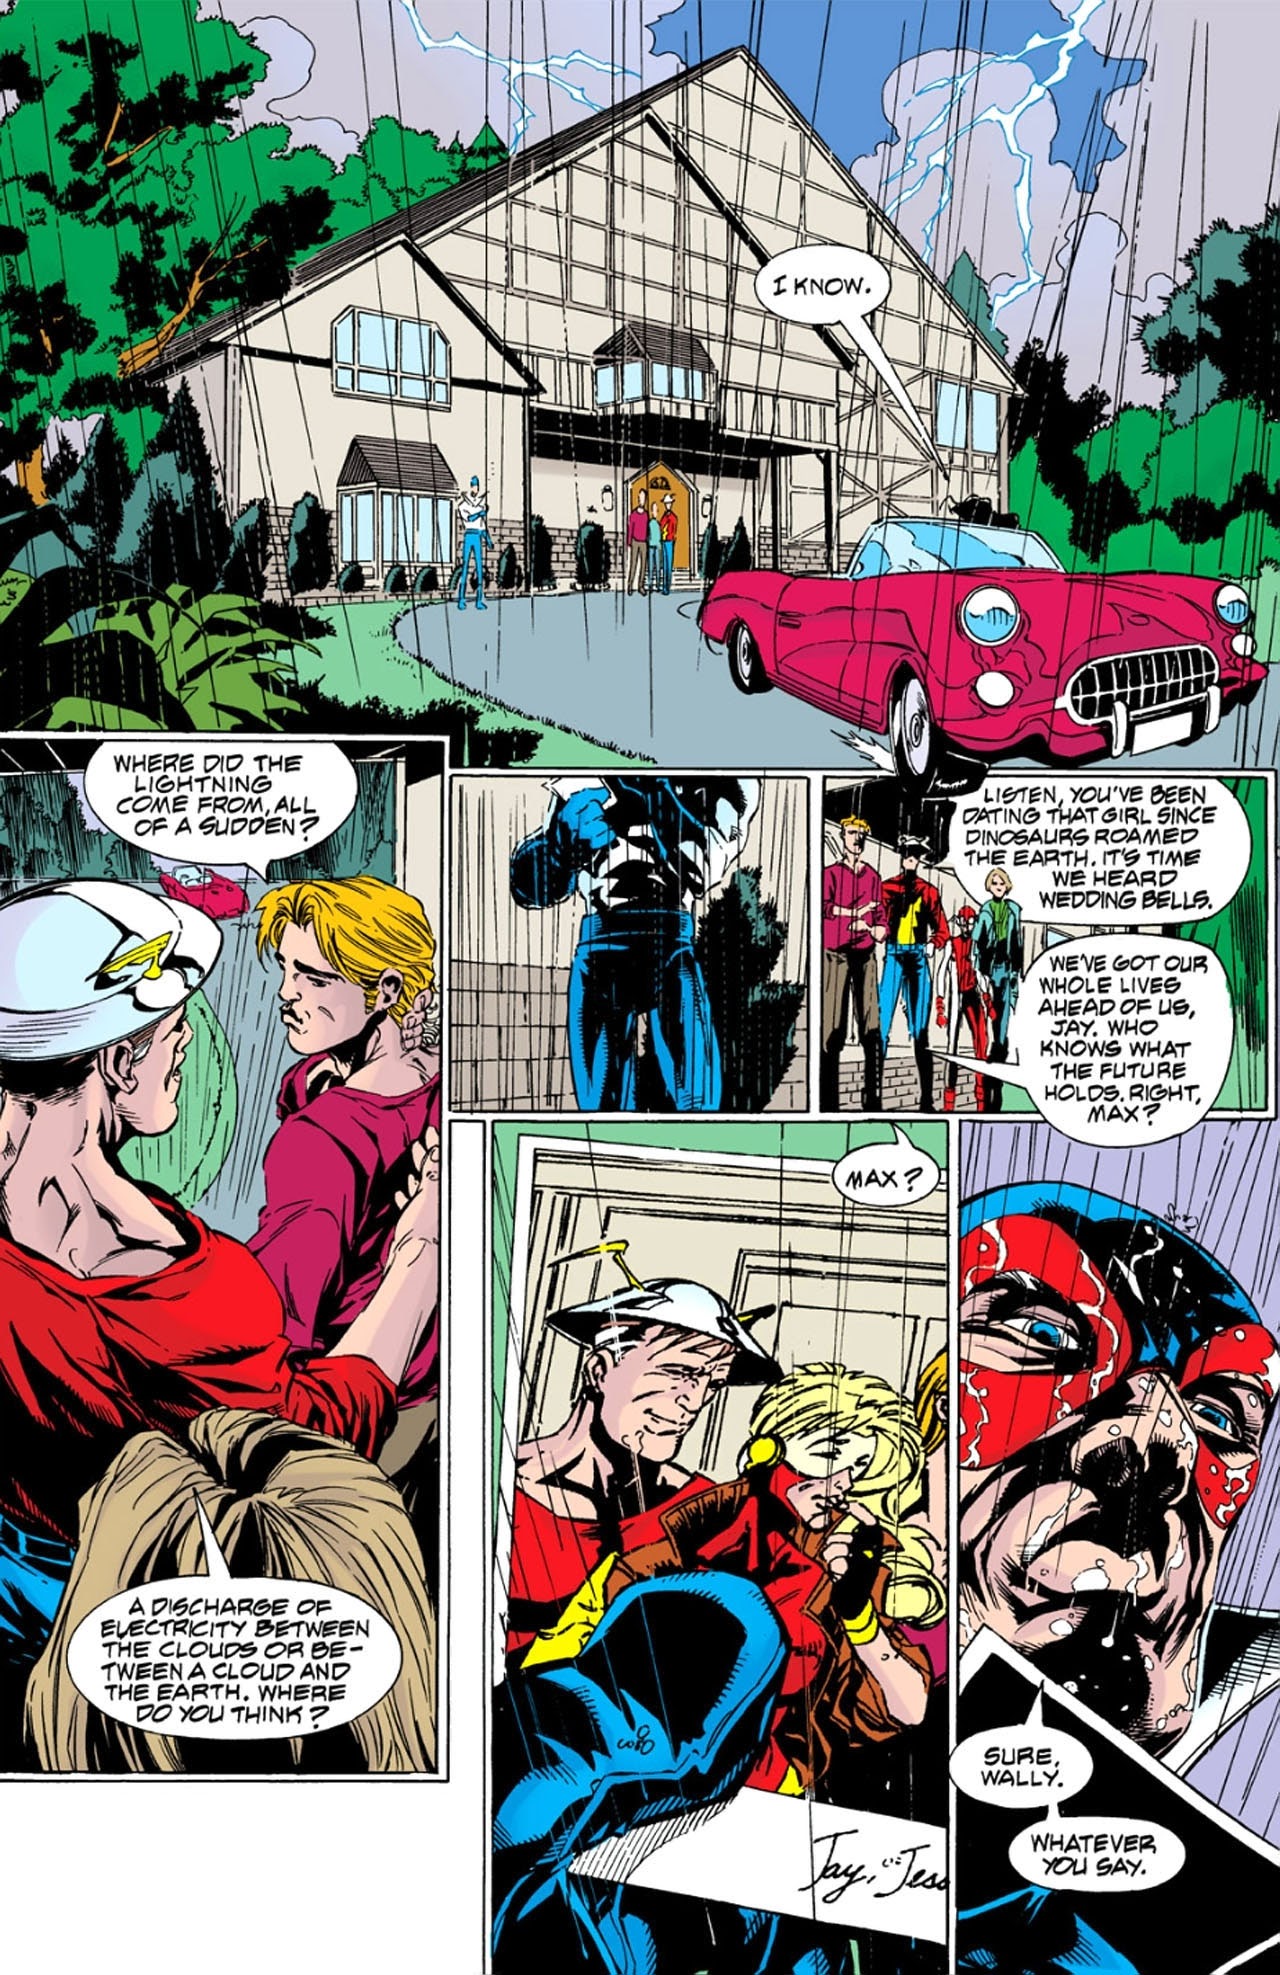 I KNOW.
WHERE DID THE
LIGHTNING
COME FROM, ALL
OF A SUDDEN?
A DISCHARGE OF
ELECTRICITY BETWEEN
THE CLOUDS OR BE-
TWEEN A CLOUD AND
THE EARTH. WHERE
DO YOU THINK?
LISTEN, YOU'VE BEEN
DATING THAT GIRL SINCE
DINOSAURS ROAMED
THE EARTH. IT'S TIME
WE HEARD
WEDDING BELLS.
WE'VE GOT OUR
WHOLE LIVES
AHEAD OF US,
JAY. WHO
KNOWS WHAT
THE FUTURE
HOLDS. RIGHT,
MAX?
MAX?
Jay, Jess
SURE,
WALLY.
WHATEVER
YOU SAY.